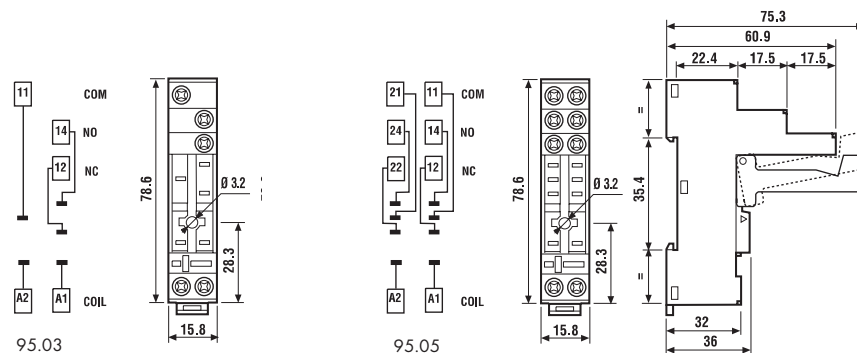 75.3
60.9
22.4 17.5 17.5
11 COM
14 NO
12 NC
A2 A1 COIL
95.03
78.6
Ø 3.2
28.3
15.8
21 11 COM
24 14 NO
22 12 NC
A2 A1 COIL
95.05
78.6
Ø 3.2
28.3
15.8
=
35.4
=
32
36